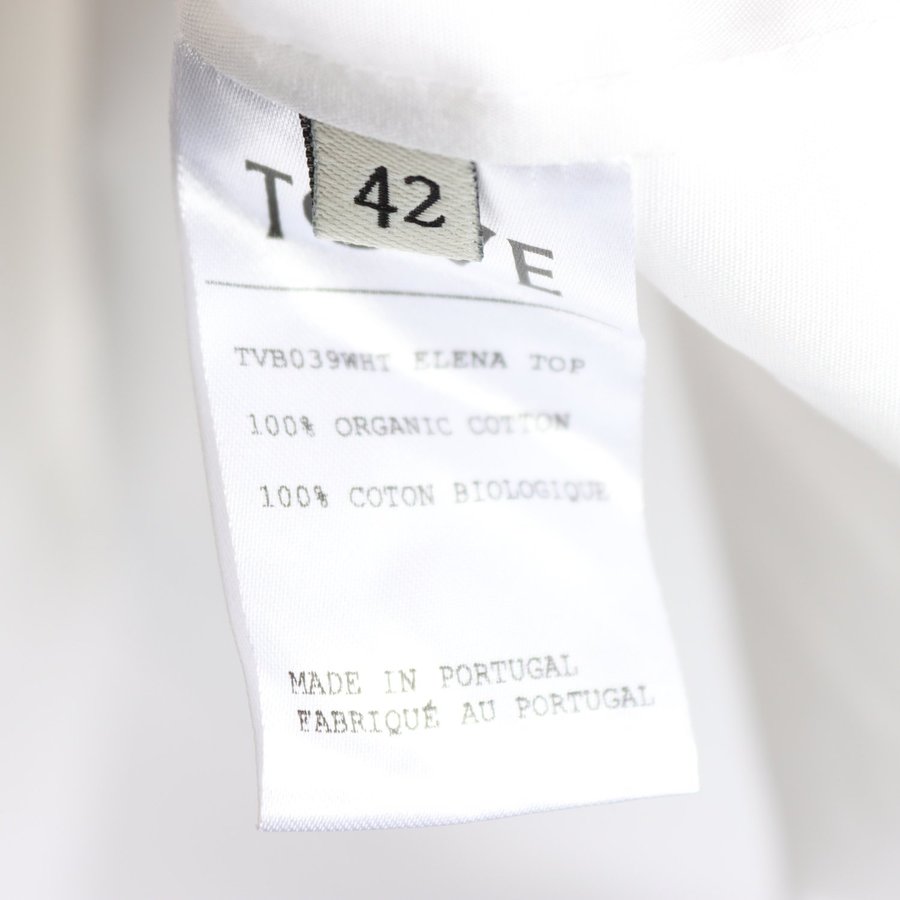 42
TVB039WHT ELENA TOP
100% ORGANIC COTTON
100% COTON BIOLOGIQUE
MADE IN PORTUGAL
FABRIQUÉ AU PORTUGAL